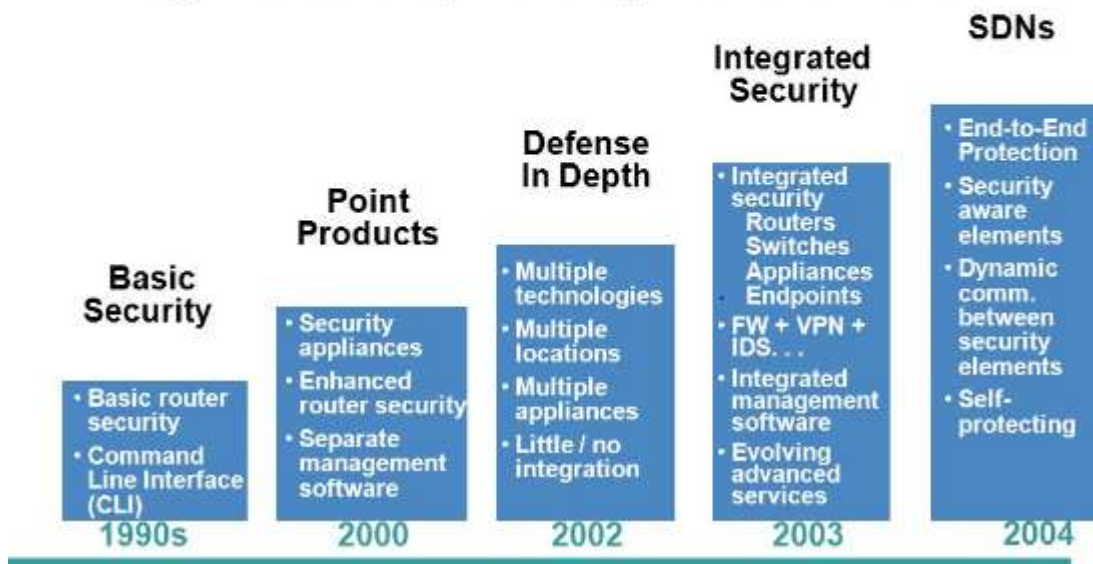 Basic
Security
• Basic router
security
• Command
Line Interface
(CLI)
1990s
Point
Products
• Security
appliances
• Enhanced
router security
• Separate
management
software
2000
Defense
In Depth
• Multiple
technologies
• Multiple
locations
• Multiple
appliances
• Little / no
integration
2002
Integrated
Security
• Integrated
security
Routers
Switches
Appliances
Endpoints
• FW + VPN +
IDS. . .
• Integrated
management
software
• Evolving
advanced
services
2003
SDNs
• End-to-End
Protection
• Security
aware
elements
• Dynamic
comm.
between
security
elements
• Self-
protecting
2004